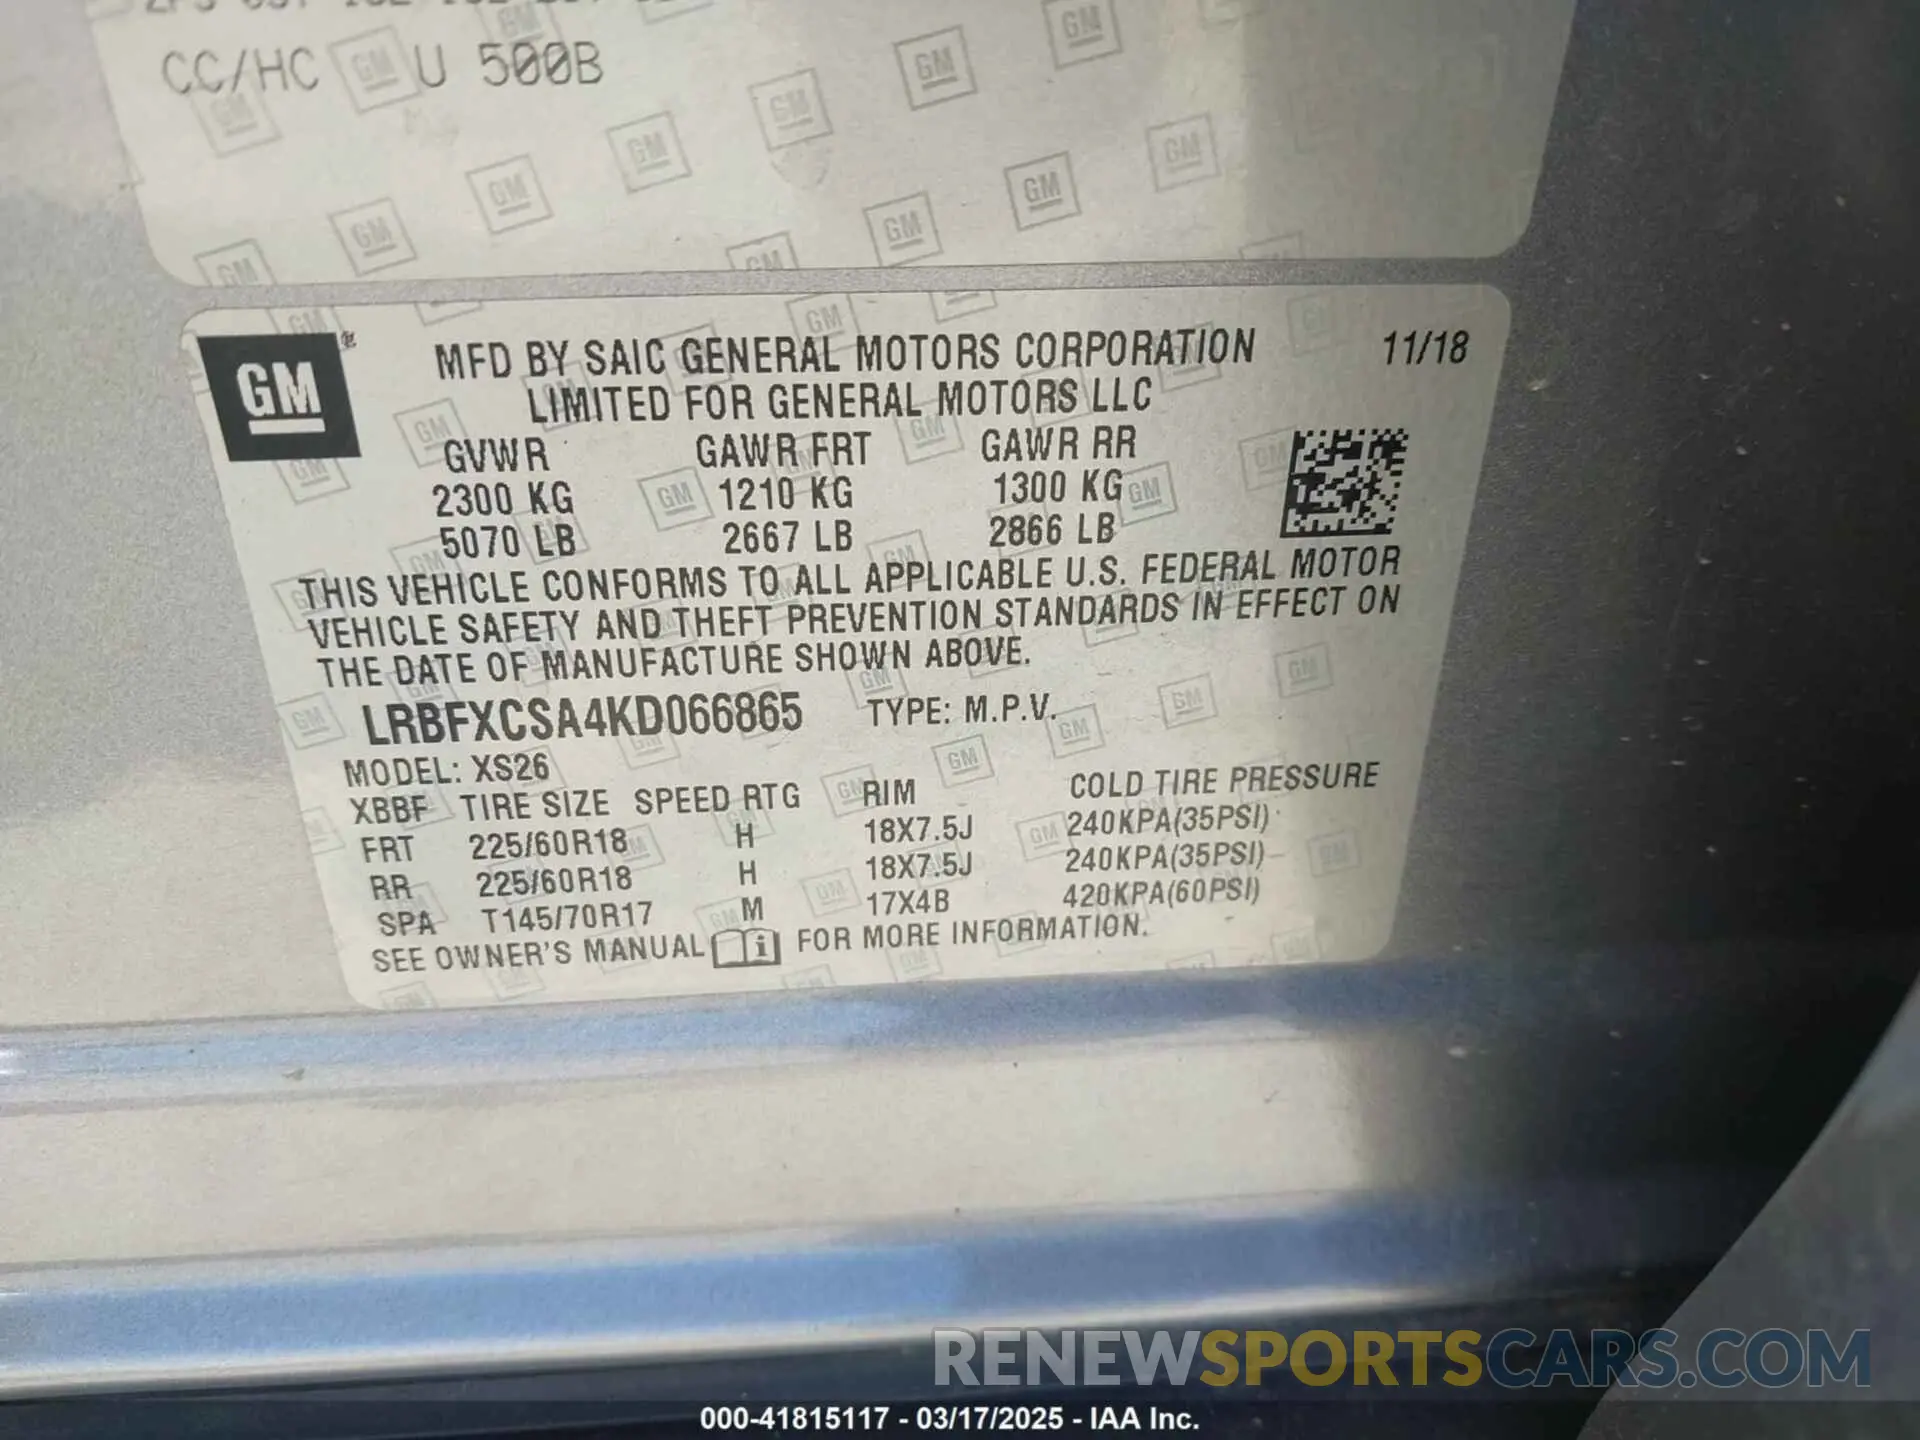 CC/HC U 500B
GM
MFD BY SAIC GENERAL MOTORS CORPORATION 11/18
LIMITED FOR GENERAL MOTORS LLC
GVWR GAWR FRT GAWR RR
2300 KG 1210 KG 1300 KG
5070 LB 2667 LB 2866 LB
THIS VEHICLE CONFORMS TO ALL APPLICABLE U.S. FEDERAL MOTOR
VEHICLE SAFETY AND THEFT PREVENTION STANDARDS IN EFFECT ON
THE DATE OF MANUFACTURE SHOWN ABOVE.
LRBFXCSA4KD066865 TYPE: M.P.V.
MODEL: XS26
XBBF TIRE SIZE SPEED RTG RIM COLD TIRE PRESSURE
FRT 225/60R18 H 18X7.5J 240KPA(35PSI)
RR 225/60R18 H 18X7.5J 240KPA(35PSI)
SPA T145/70R17 M 17X4B 420KPA(60PSI)
SEE OWNER'S MANUAL i FOR MORE INFORMATION.
RENEWSPORTSCARS.COM
000-41815117 - 03/17/2025 - IAA Inc.